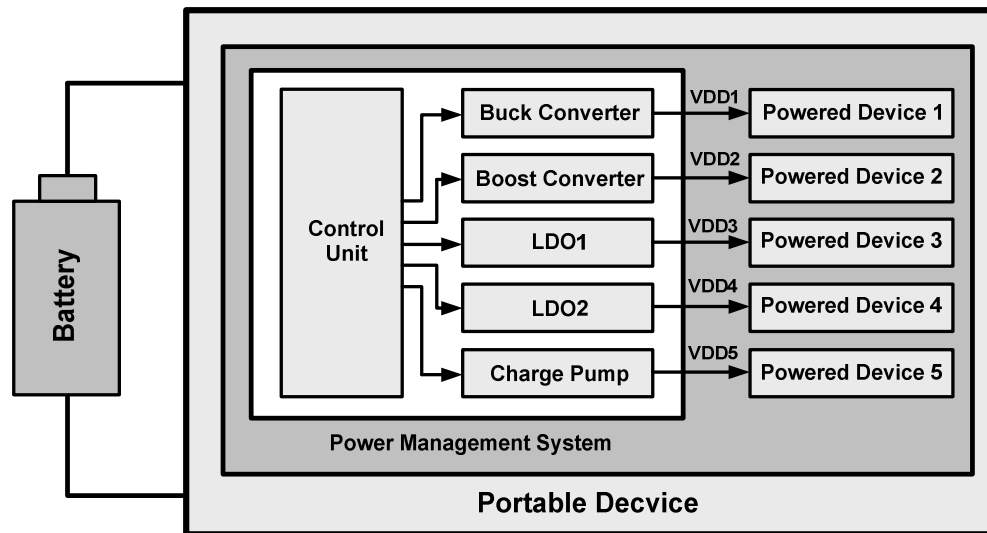 Battery
Control
Unit
Buck Converter
VDD1
Powered Device 1
Boost Converter
VDD2
Powered Device 2
LDO1
VDD3
Powered Device 3
LDO2
VDD4
Powered Device 4
Charge Pump
VDD5
Powered Device 5
Power Management System
Portable Decvice